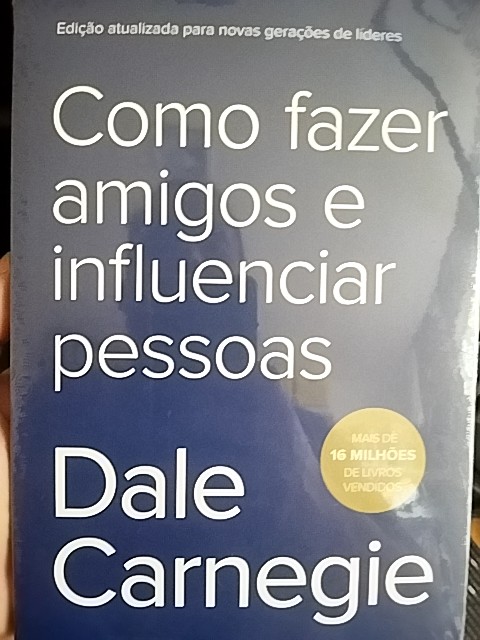 Edição atualizada para novas gerações de líderes
Como fazer
amigos e
influenciar
pessoas
MAIS DE
16 MILHÕES
DE LIVROS
VENDIDOS
Dale
Carnegie